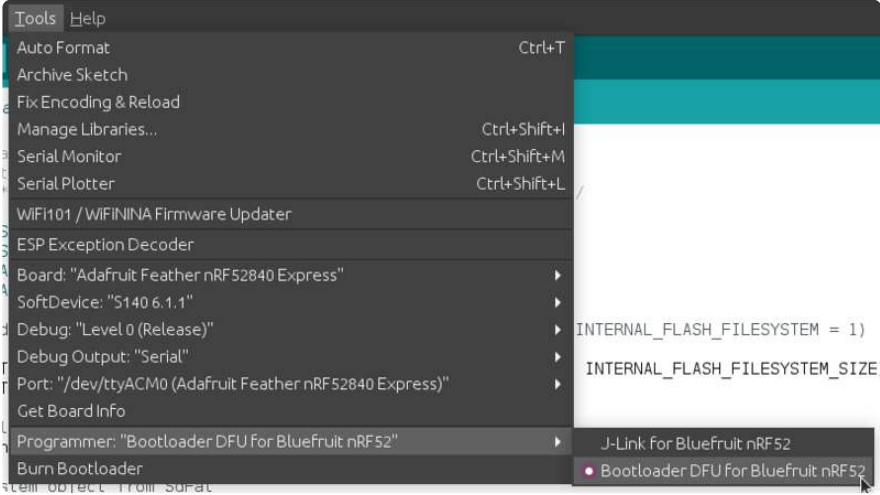 Tools Help
Auto Format Ctrl+T
Archive Sketch
Fix Encoding & Reload
Manage Libraries... Ctrl+Shift+I
Serial Monitor Ctrl+Shift+M
Serial Plotter Ctrl+Shift+L
WiFi101 / WiFiNINA Firmware Updater
ESP Exception Decoder
Board: "Adafruit Feather nRF52840 Express"
SoftDevice: "S140 6.1.1"
Debug: "Level 0 (Release)"
INTERNAL_FLASH_FILESYSTEM = 1)
Debug Output: "Serial"
INTERNAL_FLASH_FILESYSTEM_SIZE
Port: "/dev/ttyACM0 (Adafruit Feather nRF52840 Express)"
Get Board Info
Programmer: "Bootloader DFU for Bluefruit nRF52"
J-Link for Bluefruit nRF52
Burn Bootloader
Bootloader DFU for Bluefruit nRF52
object from SdFat